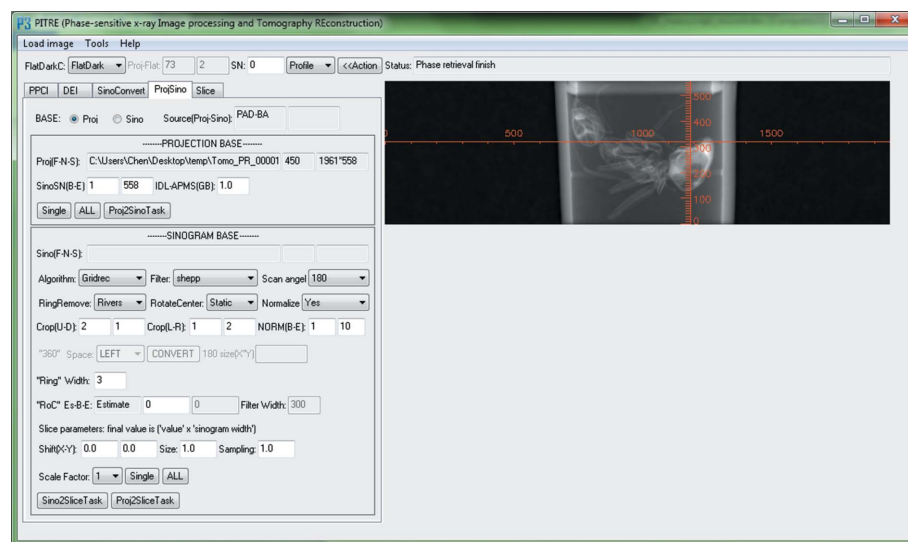 PITRE (Phase-sensitive x-ray Image processing and Tomography REconstruction)
Load image Tools Help
FlatDarkC: FlatDark Proj-Flat: 73 2 SN: 0 Profile <<Action Status: Phase retrieval finish
PPCI DEI SinoConvert ProjSino Slice
BASE: Proj Sino Source(Proj-Sino): PAD-BA
--------PROJECTION BASE--------
Proj(F-N-S): C:\Users\Chen\Desktop\temp\Tomo_PR_00001 450 1961*558
SinoSN(B-E) 1 558 IDL-APMS(GB): 1.0
Single ALL Proj2SinoTask
--------SINOGRAM BASE--------
Sino(F-N-S):
Algorithm: Gridrec Filter: shepp Scan angel 180
RingRemove: Rivers RotateCenter: Static Normalize Yes
Crop(U-D): 2 1 Crop(L-R): 1 2 NORM(B-E): 1 10
"360" Space: LEFT CONVERT 180 size(X*Y)
"Ring" Width: 3
"RoC" Es-B-E: Estimate 0 0 Filter Width: 300
Slice parameters: final value is ('value' x 'sinogram width')
Shift(X-Y): 0.0 0.0 Size: 1.0 Sampling: 1.0
Scale Factor: 1 Single ALL
Sino2SliceTask Proj2SliceTask
500
400
0 500 1000 1500
300
200
100
0